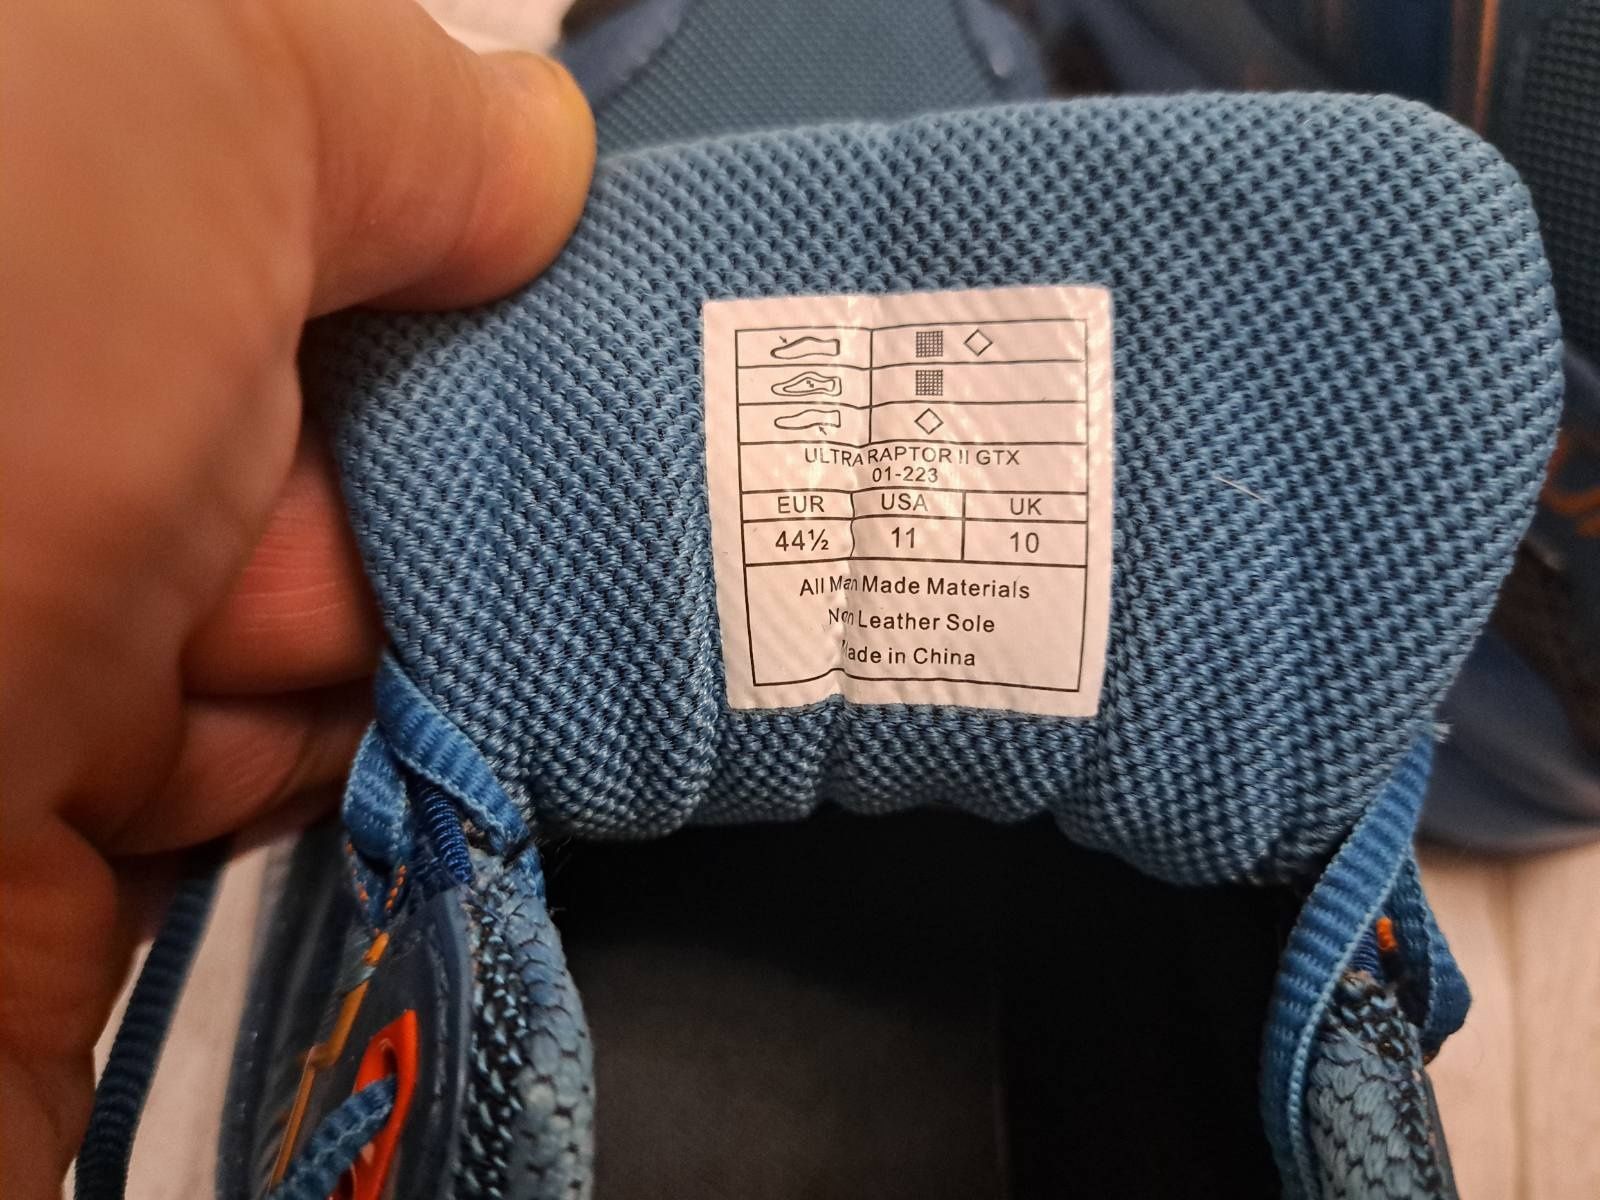 ULTRA RAPTOR II GTX
01-223
EUR USA UK
44½ 11 10
All Man Made Materials
Non Leather Sole
Made in China